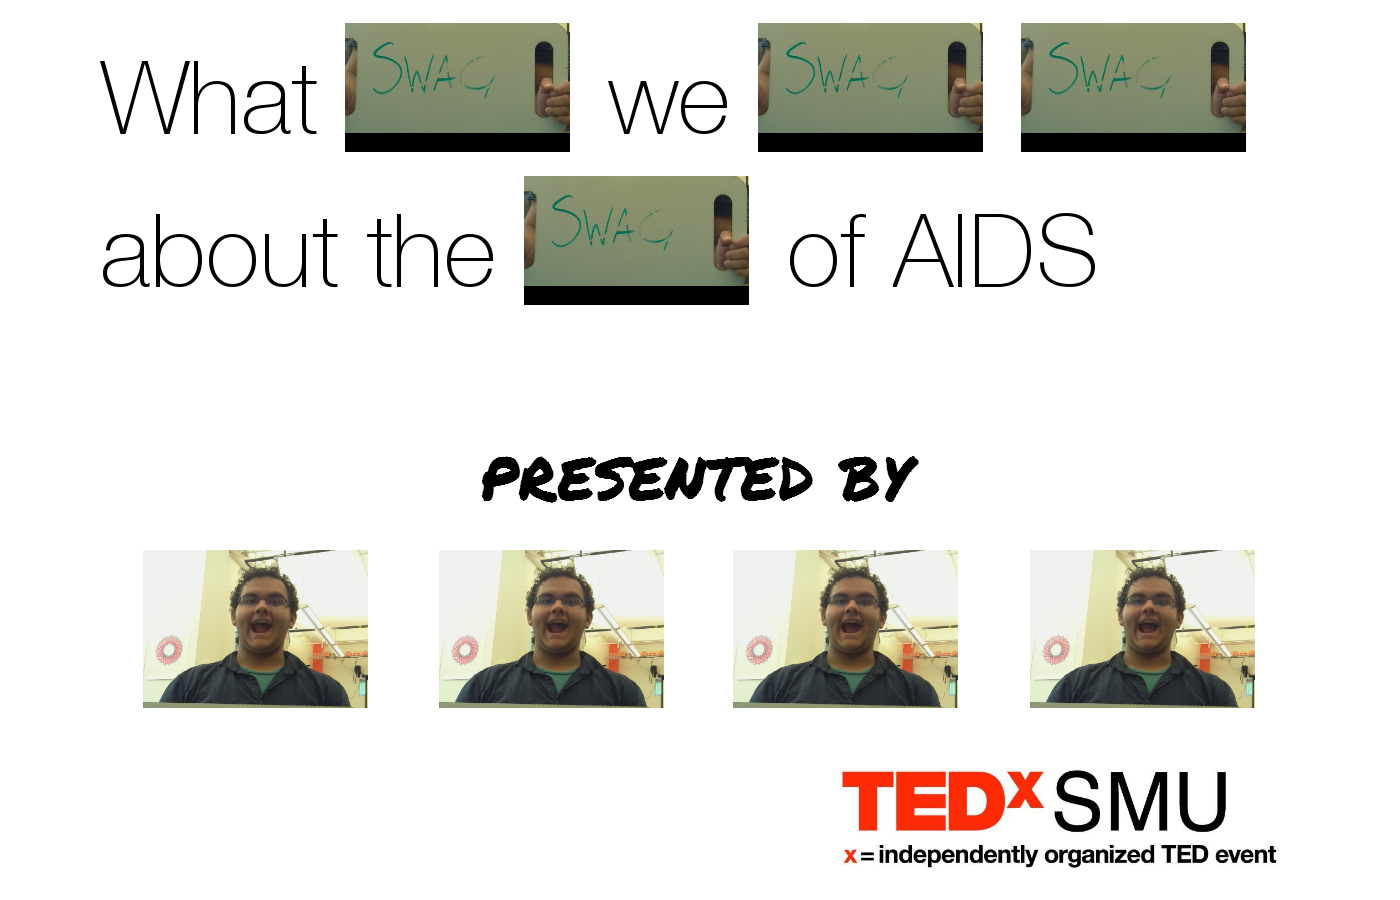 What SWAG we SWAG SWAG
about the SWAG of AIDS
PRESENTED BY
TEDx SMU
x = independently organized TED event